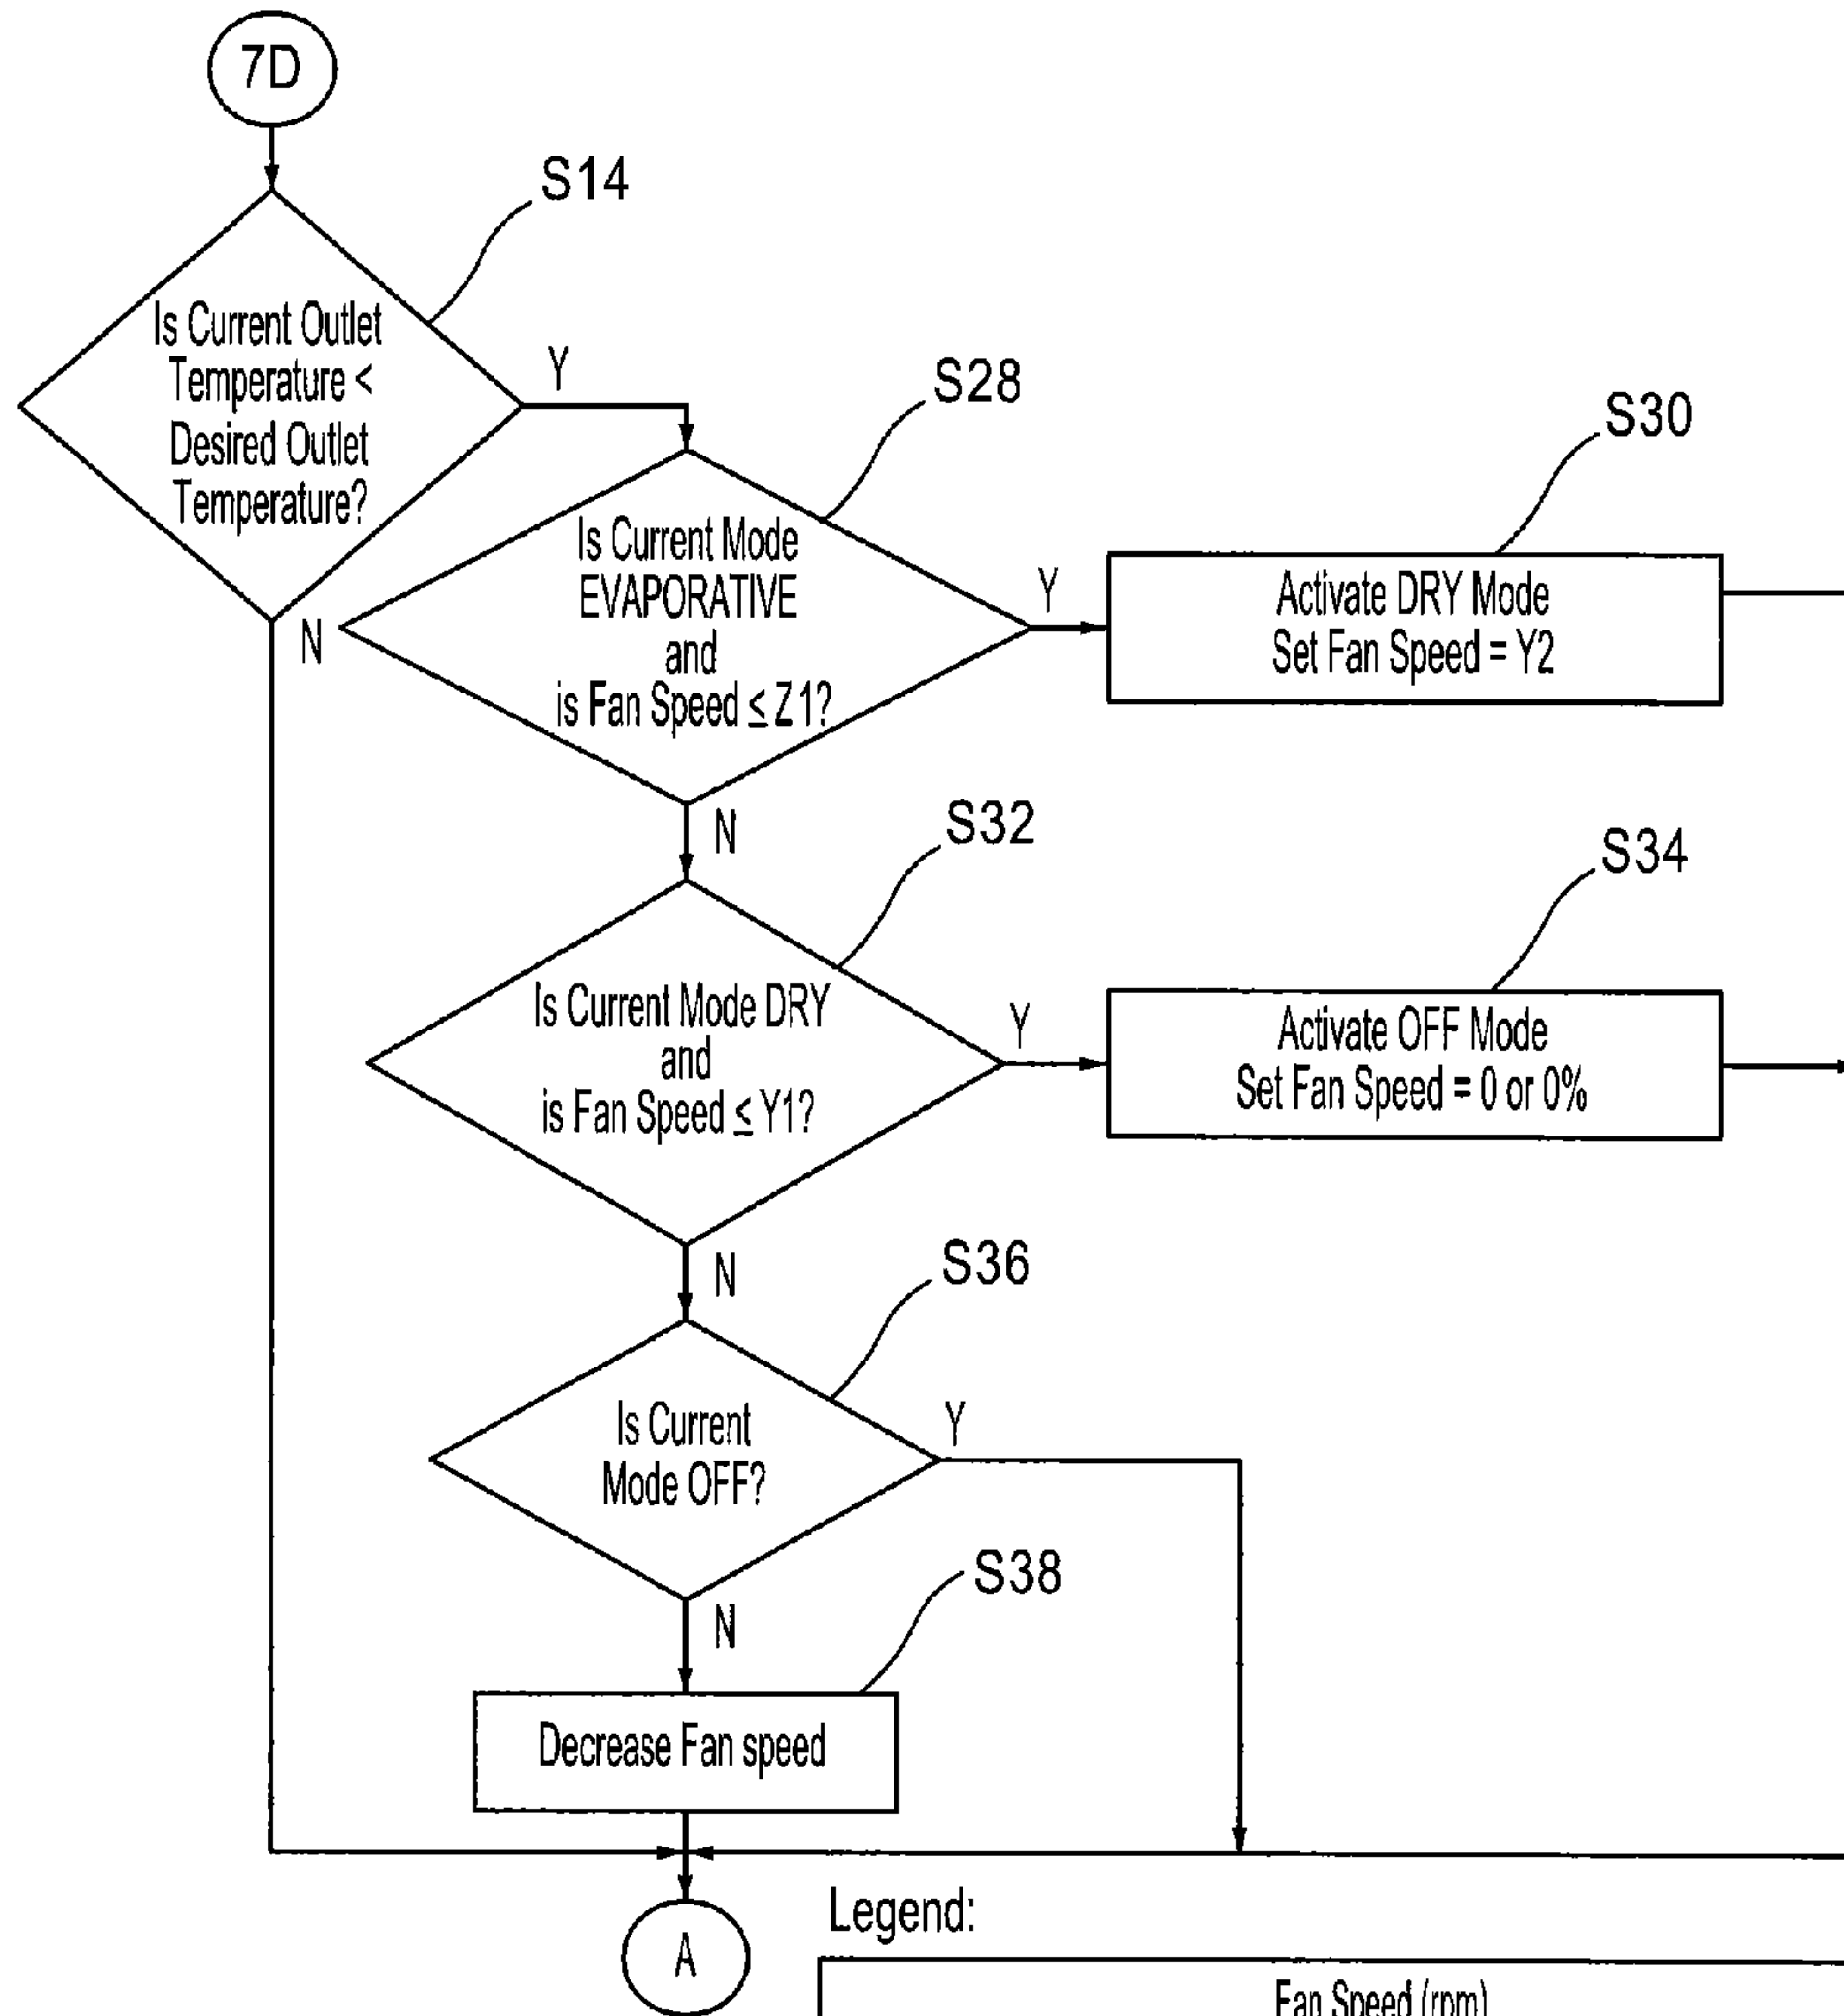 7D
S14
Is Current Outlet
Temperature <
Desired Outlet
Temperature?
Y
N
S28
Is Current Mode
EVAPORATIVE
and
is Fan Speed ≤ Z1?
Y
N
S30
Activate DRY Mode
Set Fan Speed = Y2
S32
Is Current Mode DRY
and
is Fan Speed ≤ Y1?
Y
N
S34
Activate OFF Mode
Set Fan Speed = 0 or 0%
S36
Is Current
Mode OFF?
Y
N
S38
Decrease Fan speed
A
Legend:
Fan Speed (rpm)